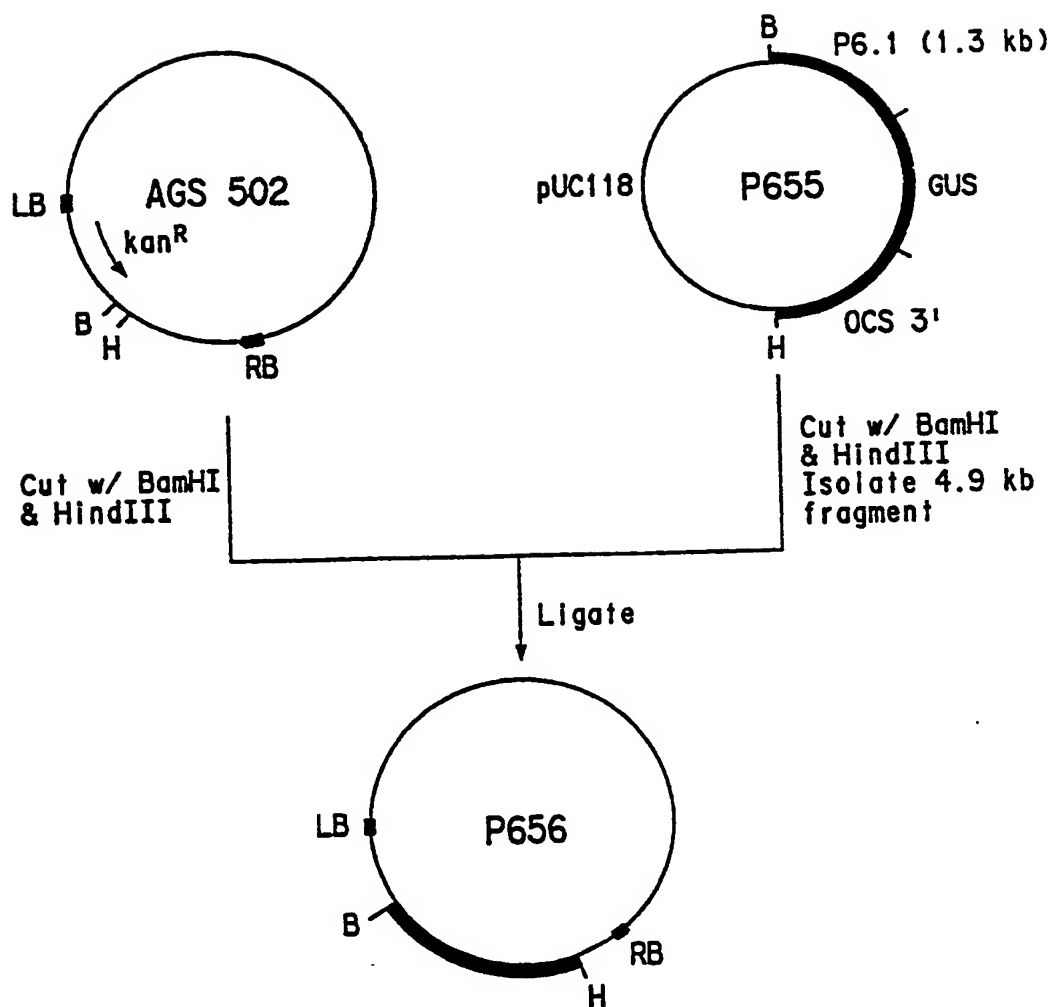 B
P6.1 (1.3 kb)
AGS 502
LB
kanR
B
H
RB
pUC118
P655
GUS
OCS 3'
H
Cut w/ BamHI
& HindIII
Cut w/ BamHI
& HindIII
Isolate 4.9 kb
fragment
Ligate
LB
P656
B
RB
H